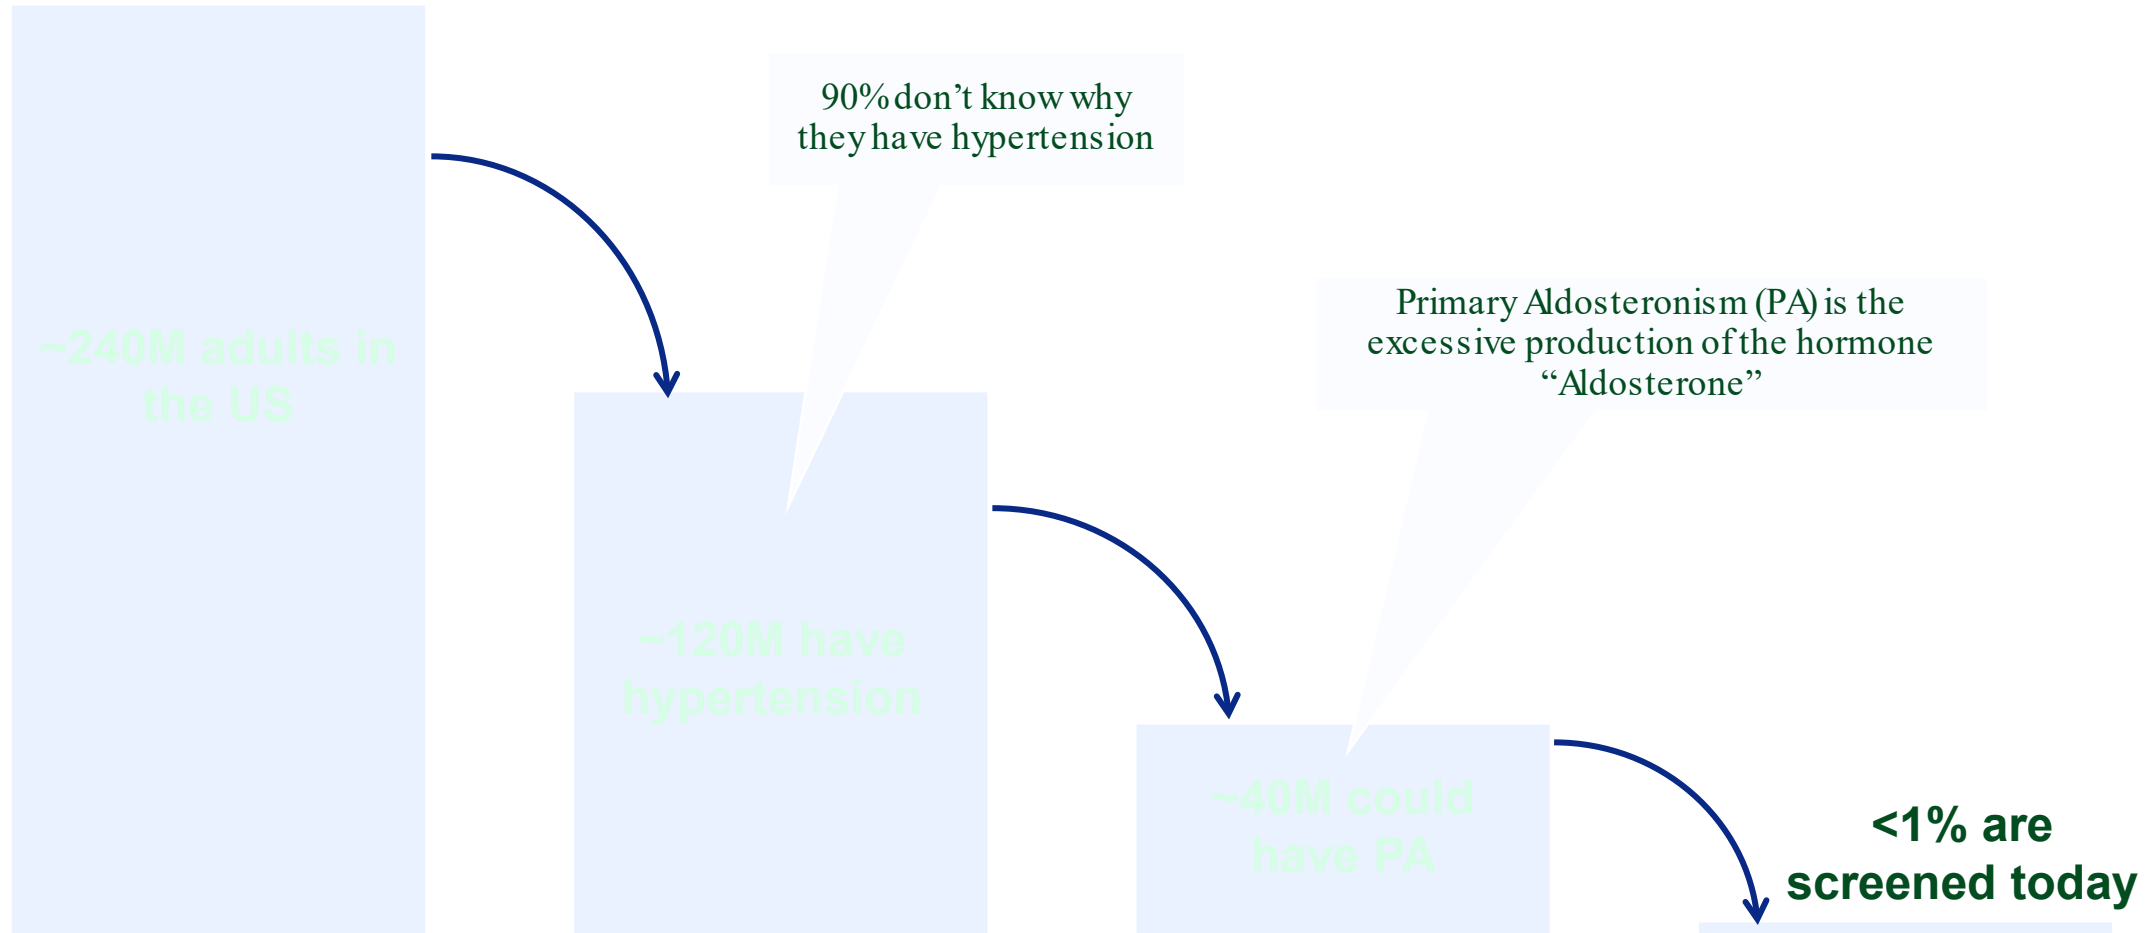 ~240M adults in
the US
90% don’t know why
they have hypertension
~120M have
hypertension
Primary Aldosteronism (PA) is the
excessive production of the hormone
“Aldosterone”
~40M could
have PA
<1% are
screened today